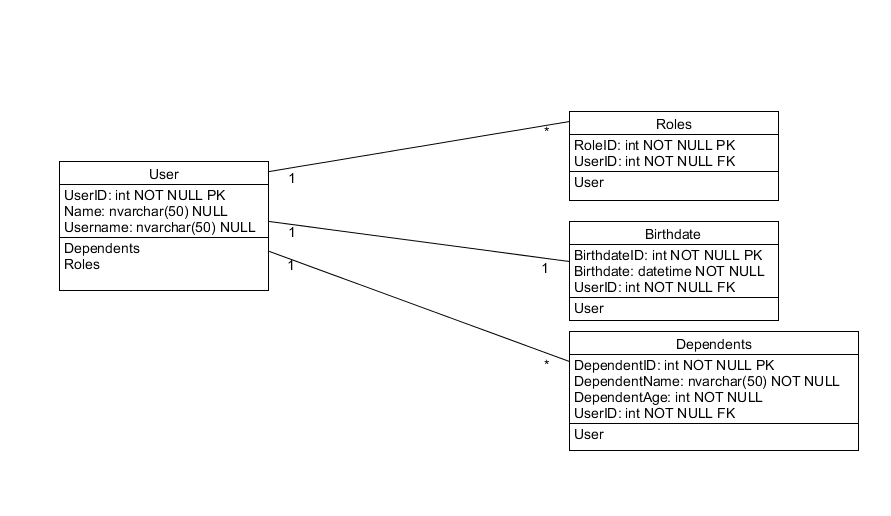 User
UserID: int NOT NULL PK
Name: nvarchar(50) NULL
Username: nvarchar(50) NULL
Dependents
Roles
1
*
1
1
1
*
Roles
RoleID: int NOT NULL PK
UserID: int NOT NULL FK
User
Birthdate
BirthdateID: int NOT NULL PK
Birthdate: datetime NOT NULL
UserID: int NOT NULL FK
User
Dependents
DependentID: int NOT NULL PK
DependentName: nvarchar(50) NOT NULL
DependentAge: int NOT NULL
UserID: int NOT NULL FK
User